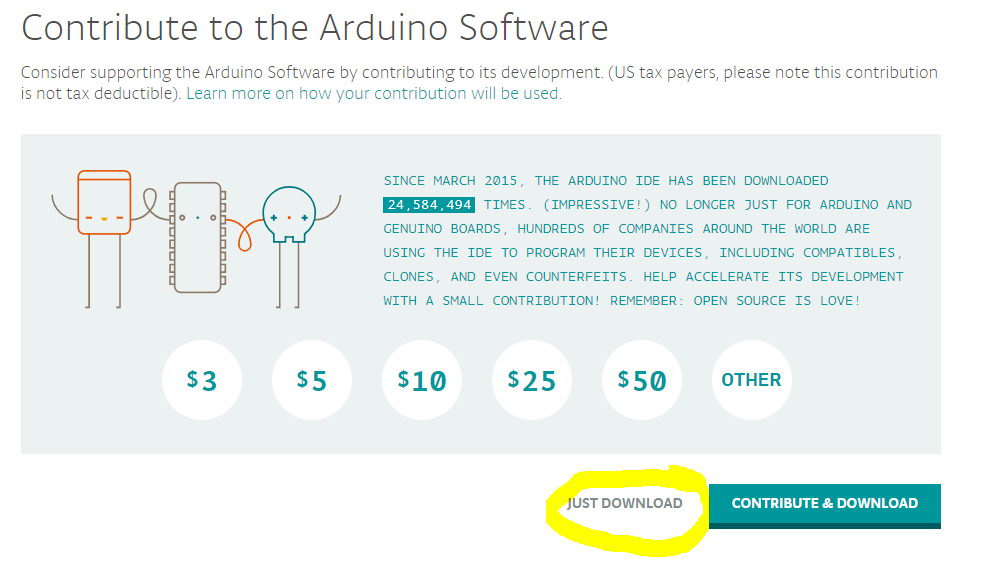 Contribute to the Arduino Software
Consider supporting the Arduino Software by contributing to its development. (US tax payers, please note this contribution
is not tax deductible). Learn more on how your contribution will be used.
SINCE MARCH 2015, THE ARDUINO IDE HAS BEEN DOWNLOADED
24,584,494 TIMES. (IMPRESSIVE!) NO LONGER JUST FOR ARDUINO AND
GENUINO BOARDS, HUNDREDS OF COMPANIES AROUND THE WORLD ARE
USING THE IDE TO PROGRAM THEIR DEVICES, INCLUDING COMPATIBLES,
CLONES, AND EVEN COUNTERFEITS. HELP ACCELERATE ITS DEVELOPMENT
WITH A SMALL CONTRIBUTION! REMEMBER: OPEN SOURCE IS LOVE!
$3 $5 $10 $25 $50 OTHER
JUST DOWNLOAD CONTRIBUTE & DOWNLOAD